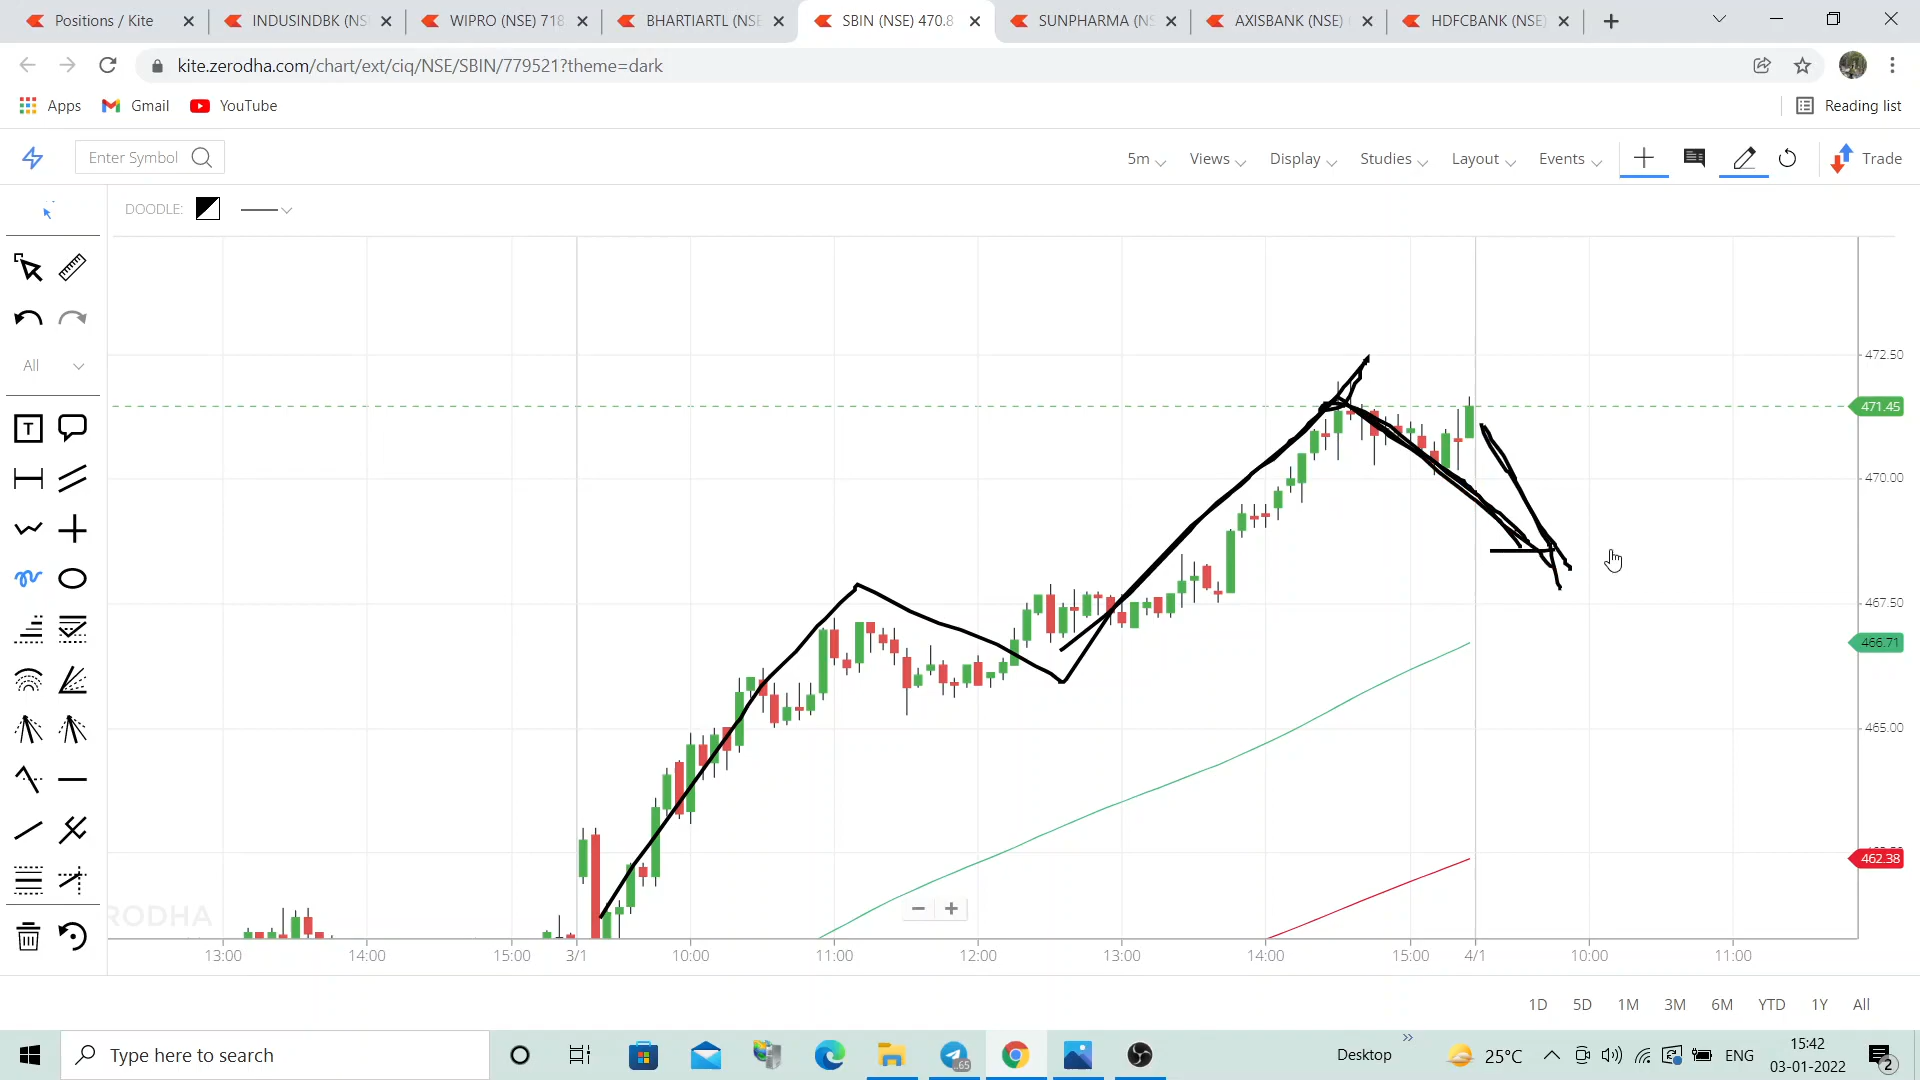 Positions / Kite
INDUSINDBK (NS
WIPRO (NSE) 718
BHARTIARTL (NSE
SBIN (NSE) 470.8
SUNPHARMA (NS
AXISBANK (NSE)
HDFCBANK (NSE)
kite.zerodha.com/chart/ext/ciq/NSE/SBIN/779521?theme=dark
Apps
Gmail
YouTube
Reading list
Enter Symbol
5m
Views
Display
Studies
Layout
Events
Trade
DOODLE:
All
T
472.50
471.45
470.00
467.50
466.71
465.00
462.38
RODHA
13:00 14:00 15:00 3/1 10:00 11:00 12:00 13:00 14:00 15:00 4/1 10:00 11:00
1D 5D 1M 3M 6M YTD 1Y All
Type here to search
65
Desktop
25°C
ENG
15:42
03-01-2022
2